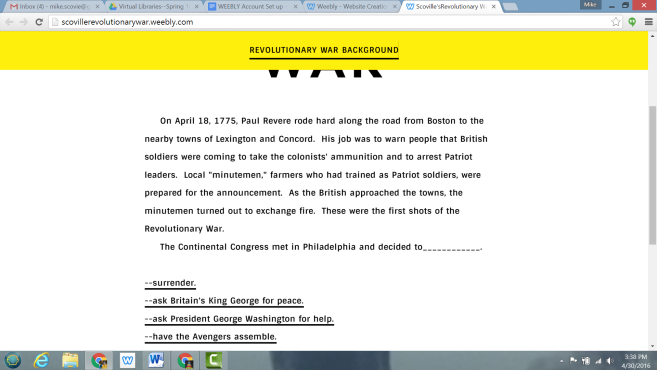 Inbox (4) - mike.scovie@g
Virtual Libraries--Spring
WEEBLY Account Set up
Weebly - Website Creation
Scoville'sRevolutionary W
Mike
scovillerevolutionarywar.weebly.com
REVOLUTIONARY WAR BACKGROUND
WAR
On April 18, 1775, Paul Revere rode hard along the road from Boston to the
nearby towns of Lexington and Concord. His job was to warn people that British
soldiers were coming to take the colonists' ammunition and to arrest Patriot
leaders. Local "minutemen," farmers who had trained as Patriot soldiers, were
prepared for the announcement. As the British approached the towns, the
minutemen turned out to exchange fire. These were the first shots of the
Revolutionary War.
The Continental Congress met in Philadelphia and decided to____________.
--surrender.
--ask Britain's King George for peace.
--ask President George Washington for help.
--have the Avengers assemble.
3:38 PM
4/30/2016